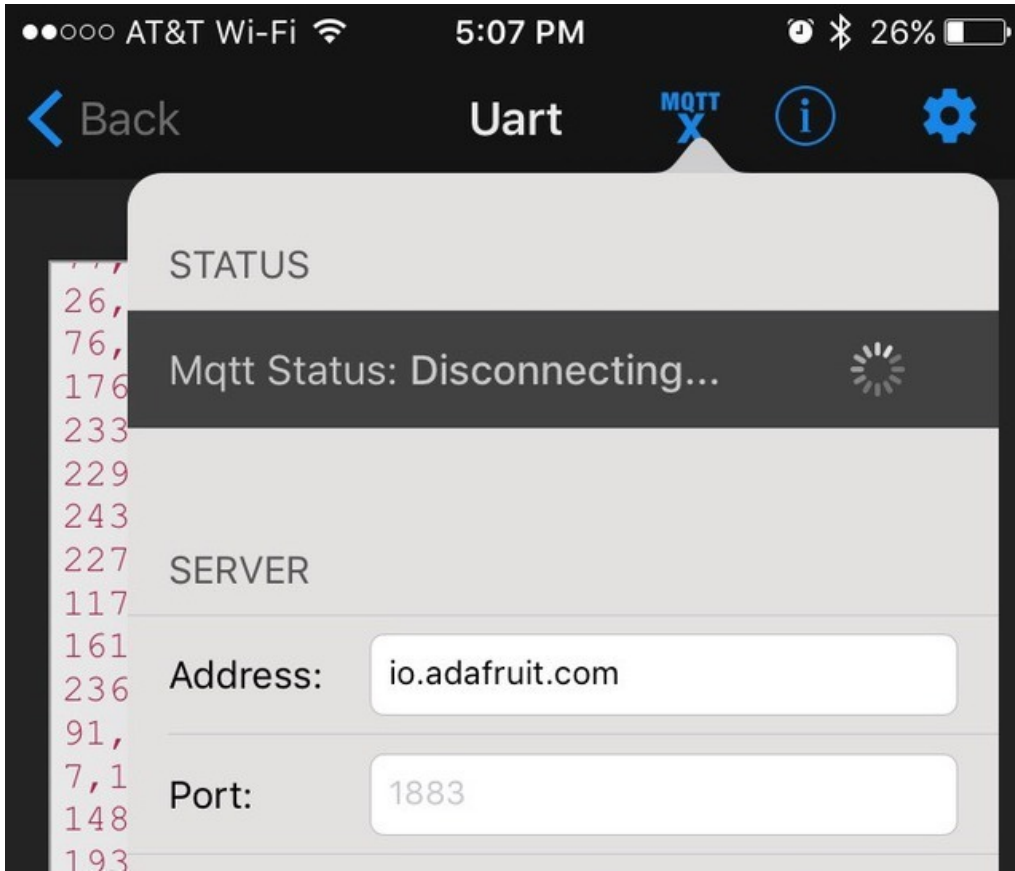 AT&T Wi-Fi 5:07 PM 26%
Back Uart MQTT X i
STATUS
26,
76,
Mqtt Status: Disconnecting...
176
233
229
243
227
SERVER
117
161
Address: io.adafruit.com
236
91,
7,1
Port: 1883
148
193